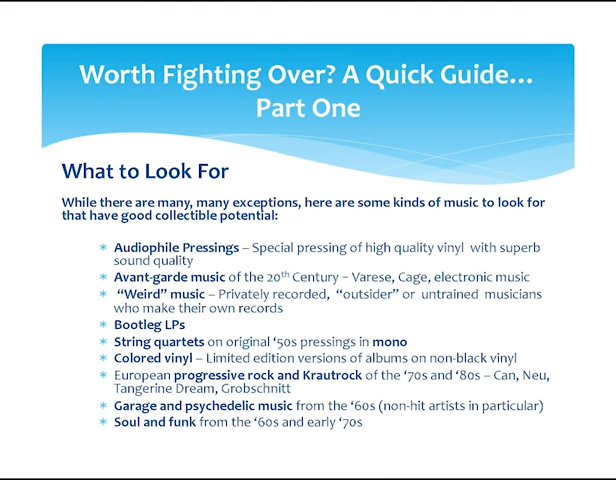 Worth Fighting Over? A Quick Guide…
Part One
What to Look For
While there are many, many exceptions, here are some kinds of music to look for
that have good collectible potential:
* Audiophile Pressings – Special pressing of high quality vinyl with superb
sound quality
* Avant-garde music of the 20th Century – Varese, Cage, electronic music
* “Weird” music – Privately recorded, “outsider” or untrained musicians
who make their own records
* Bootleg LPs
* String quartets on original ‘50s pressings in mono
* Colored vinyl – Limited edition versions of albums on non-black vinyl
* European progressive rock and Krautrock of the ‘70s and ‘80s – Can, Neu,
Tangerine Dream, Grobschnitt
* Garage and psychedelic music from the ‘60s (non-hit artists in particular)
* Soul and funk from the ‘60s and early ‘70s